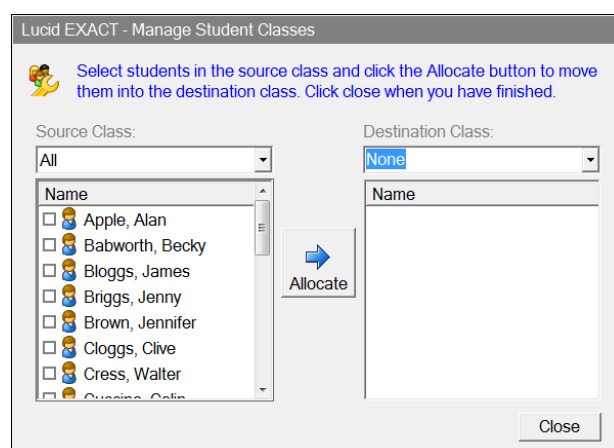 Lucid EXACT - Manage Student Classes
Select students in the source class and click the Allocate button to move
them into the destination class. Click close when you have finished.
Source Class:
All
Name
Apple, Alan
Babworth, Becky
Bloggs, James
Briggs, Jenny
Brown, Jennifer
Cloggs, Clive
Cress, Walter
Allocate
Destination Class:
None
Name
Close